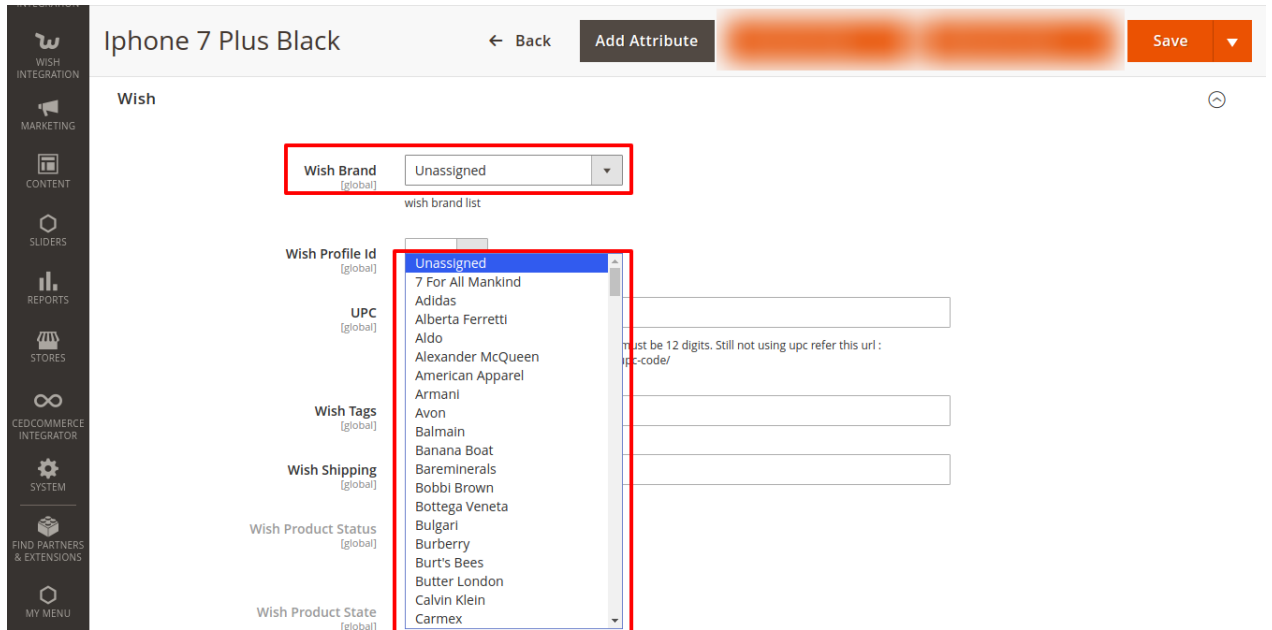 INTEGRATION
WISH
INTEGRATION
MARKETING
CONTENT
SLIDERS
REPORTS
STORES
CEDCOMMERCE
INTEGRATOR
SYSTEM
FIND PARTNERS
& EXTENSIONS
MY MENU
Iphone 7 Plus Black
← Back
Add Attribute
Save
Wish
Wish Brand
[global]
Unassigned
wish brand list
Wish Profile Id
[global]
UPC
[global]
must be 12 digits. Still not using upc refer this url :
upc-code/
Wish Tags
[global]
Wish Shipping
[global]
Wish Product Status
[global]
Wish Product State
[global]
Unassigned
7 For All Mankind
Adidas
Alberta Ferretti
Aldo
Alexander McQueen
American Apparel
Armani
Avon
Balmain
Banana Boat
Bareminerals
Bobbi Brown
Bottega Veneta
Bulgari
Burberry
Burt's Bees
Butter London
Calvin Klein
Carmex